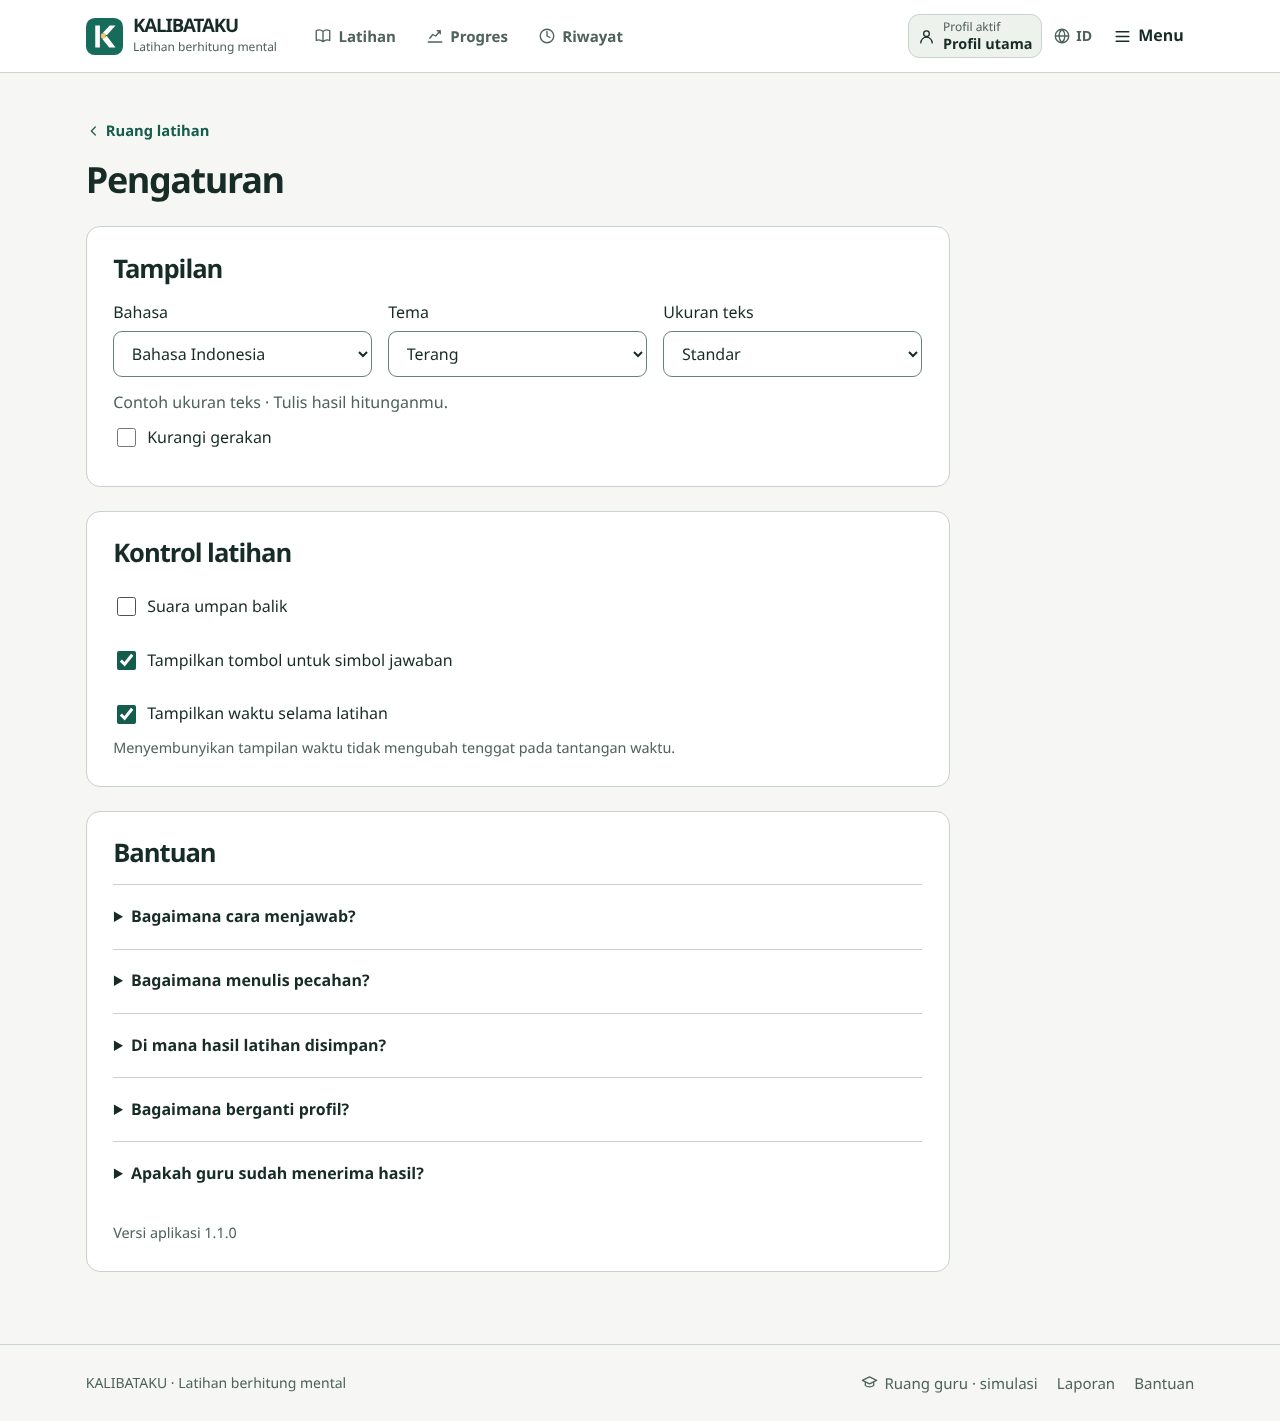 KALIBATAKU
Latihan berhitung mental
Latihan
Progres
Riwayat
Profil aktif
Profil utama
ID
Menu
Ruang latihan
Pengaturan
Tampilan
Bahasa
Tema
Ukuran teks
Bahasa Indonesia
Terang
Standar
Contoh ukuran teks · Tulis hasil hitunganmu.
Kurangi gerakan
Kontrol latihan
Suara umpan balik
Tampilkan tombol untuk simbol jawaban
Tampilkan waktu selama latihan
Menyembunyikan tampilan waktu tidak mengubah tenggat pada tantangan waktu.
Bantuan
Bagaimana cara menjawab?
Bagaimana menulis pecahan?
Di mana hasil latihan disimpan?
Bagaimana berganti profil?
Apakah guru sudah menerima hasil?
Versi aplikasi 1.1.0
KALIBATAKU · Latihan berhitung mental
Ruang guru · simulasi
Laporan
Bantuan